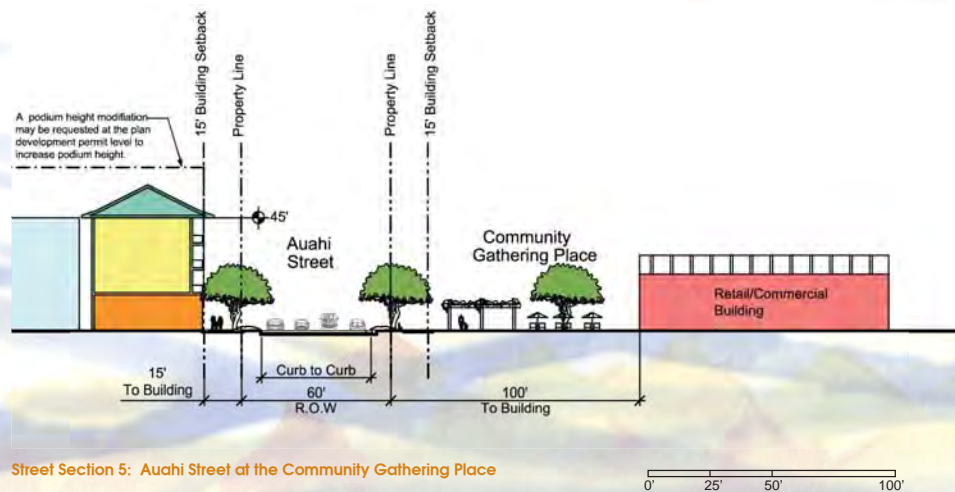 15' Building Setback
Property Line
Property Line
15' Building Setback
A podium height modifiation
may be requested at the plan
development permit level to
increase podium height.
45'
Auahi
Street
Community
Gathering Place
Retail/Commercial
Building
15'
To Building
Curb to Curb
60'
R.O.W
100'
To Building
Street Section 5: Auahi Street at the Community Gathering Place
0' 25' 50' 100'